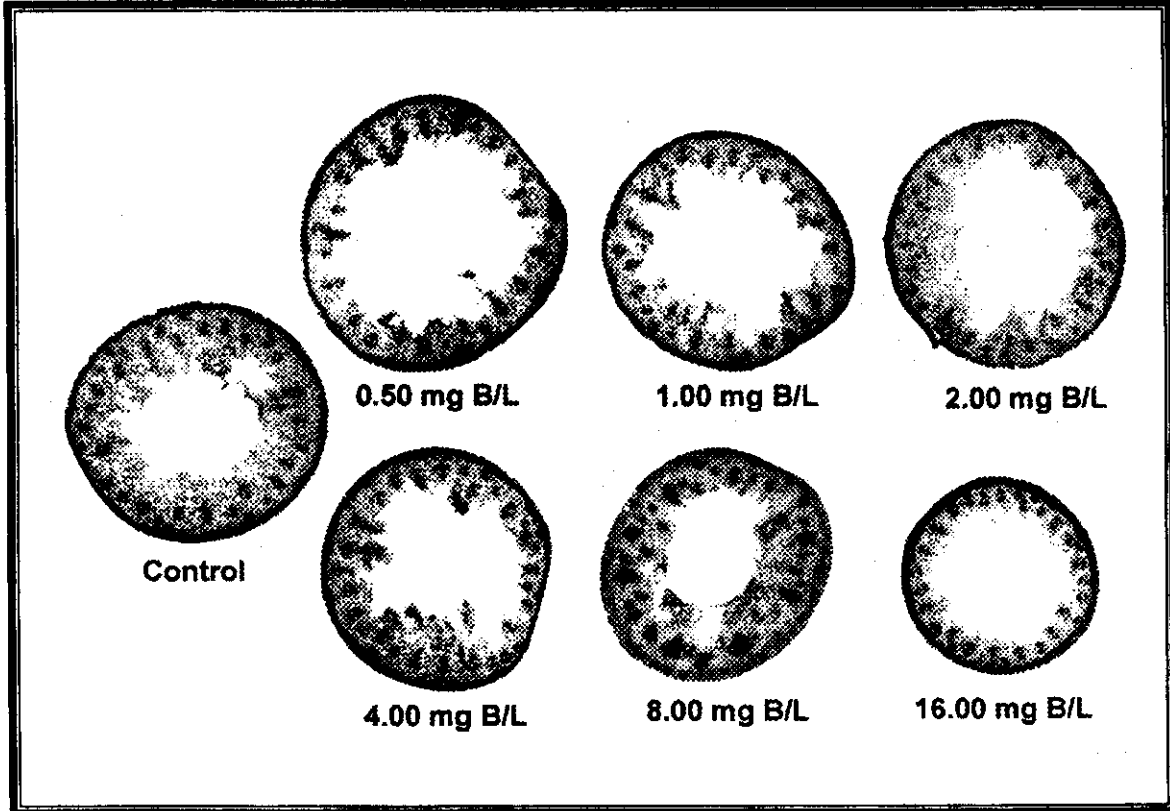 0.50 mg B/L
1.00 mg B/L
2.00 mg B/L
Control
4.00 mg B/L
8.00 mg B/L
16.00 mg B/L